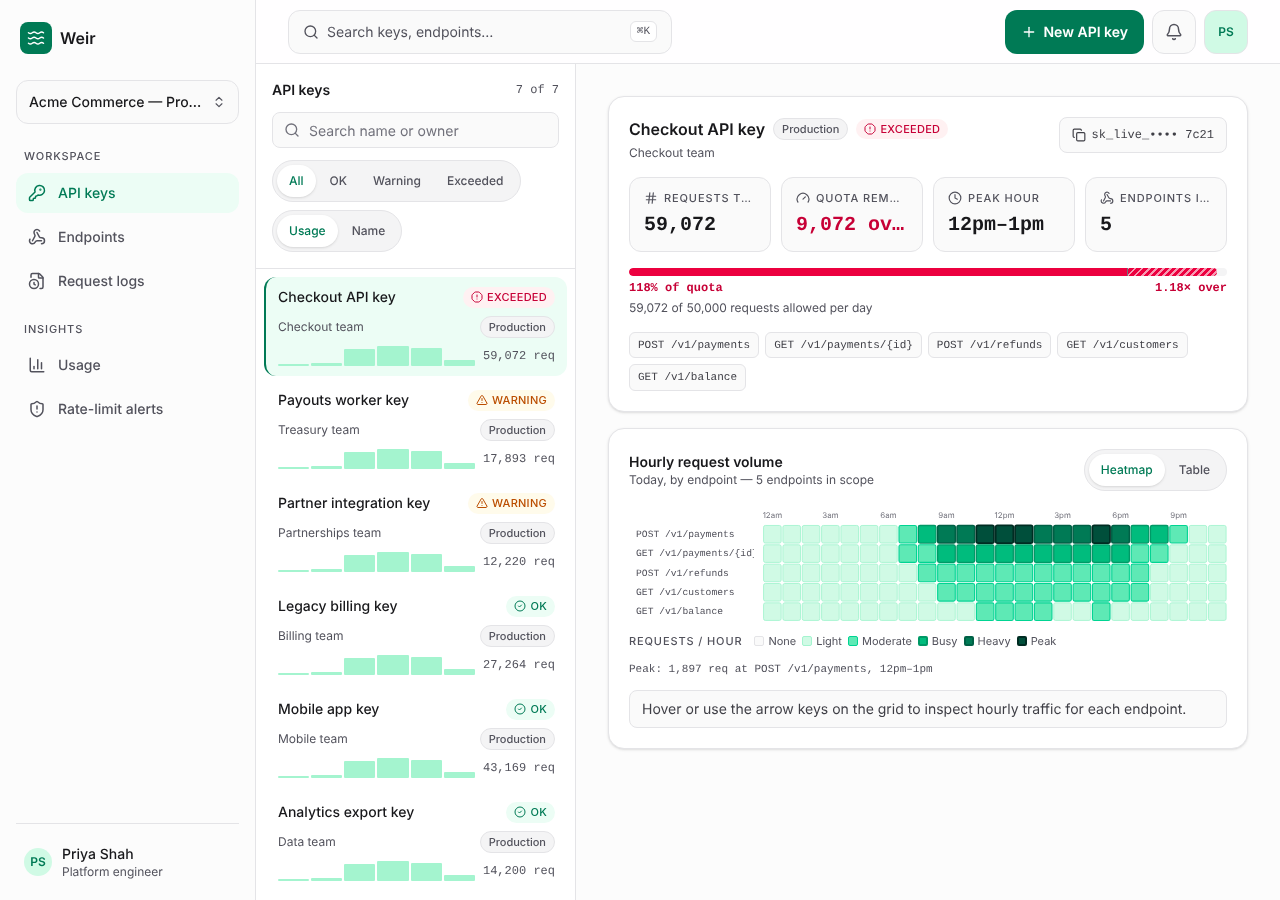 Weir
Search keys, endpoints...
⌘K
New API key
PS
Acme Commerce — Pro...
WORKSPACE
API keys
Endpoints
Request logs
INSIGHTS
Usage
Rate-limit alerts
PS
Priya Shah
Platform engineer
API keys
7 of 7
Search name or owner
All
OK
Warning
Exceeded
Usage
Name
Checkout API key
EXCEEDED
Checkout team
Production
59,072 req
Payouts worker key
WARNING
Treasury team
Production
17,893 req
Partner integration key
WARNING
Partnerships team
Production
12,220 req
Legacy billing key
OK
Billing team
Production
27,264 req
Mobile app key
OK
Mobile team
Production
43,169 req
Analytics export key
OK
Data team
Production
14,200 req
Checkout API key
Production
EXCEEDED
Checkout team
sk_live_•••• 7c21
REQUESTS T...
59,072
QUOTA REM...
9,072 ov...
PEAK HOUR
12pm–1pm
ENDPOINTS I...
5
118% of quota
1.18× over
59,072 of 50,000 requests allowed per day
POST /v1/payments
GET /v1/payments/{id}
POST /v1/refunds
GET /v1/customers
GET /v1/balance
Hourly request volume
Today, by endpoint — 5 endpoints in scope
Heatmap
Table
12am 3am 6am 9am 12pm 3pm 6pm 9pm
POST /v1/payments
GET /v1/payments/{id}
POST /v1/refunds
GET /v1/customers
GET /v1/balance
REQUESTS / HOUR None Light Moderate Busy Heavy Peak
Peak: 1,897 req at POST /v1/payments, 12pm–1pm
Hover or use the arrow keys on the grid to inspect hourly traffic for each endpoint.